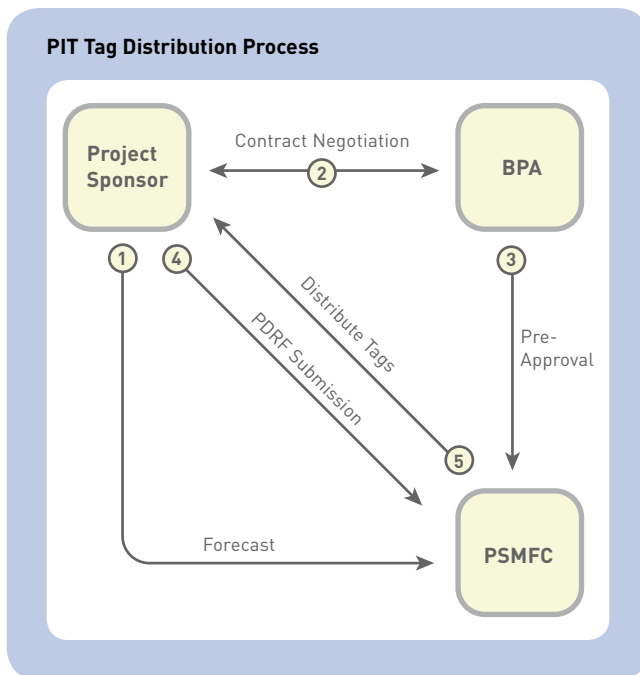 PIT Tag Distribution Process
Project
Sponsor
Contract Negotiation
2
BPA
1
4
3
Distribute Tags
PDRF Submission
Pre-
Approval
5
Forecast
PSMFC